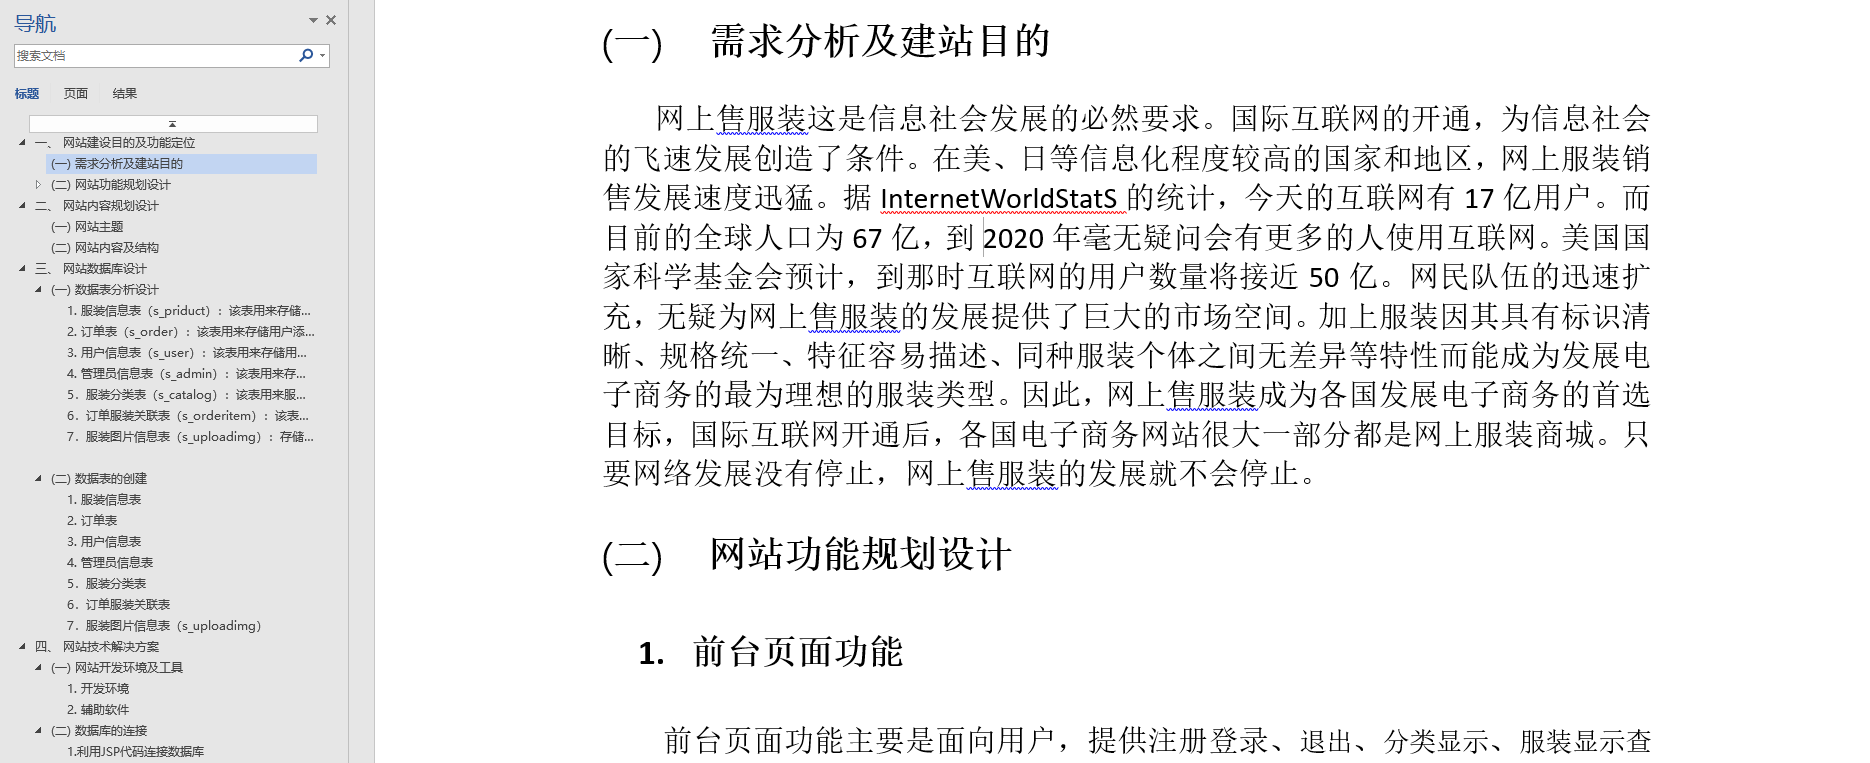 导航
搜索文档
标题 页面 结果
一、 网站建设目的及功能定位
(一) 需求分析及建站目的
(二) 网站功能规划设计
二、 网站内容规划设计
(一) 网站主题
(二) 网站内容及结构
三、 网站数据库设计
(一) 数据表分析设计
1. 服装信息表（s_priduct）：该表用来存储...
2. 订单表（s_order）：该表用来存储用户添...
3. 用户信息表（s_user）：该表用来存储用...
4. 管理员信息表（s_admin）：该表用来存...
5．服装分类表（s_catalog）：该表用来服...
6．订单服装关联表（s_orderitem）：该表...
7．服装图片信息表（s_uploadimg）：存储...
(二) 数据表的创建
1. 服装信息表
2. 订单表
3. 用户信息表
4. 管理员信息表
5．服装分类表
6．订单服装关联表
7．服装图片信息表（s_uploadimg）
四、 网站技术解决方案
(一) 网站开发环境及工具
1. 开发环境
2. 辅助软件
(二) 数据库的连接
1.利用JSP代码连接数据库
(一) 需求分析及建站目的
网上售服装这是信息社会发展的必然要求。国际互联网的开通，为信息社会
的飞速发展创造了条件。在美、日等信息化程度较高的国家和地区，网上服装销
售发展速度迅猛。据 InternetWorldStatS 的统计，今天的互联网有 17 亿用户。而
目前的全球人口为 67 亿，到 2020 年毫无疑问会有更多的人使用互联网。美国国
家科学基金会预计，到那时互联网的用户数量将接近 50 亿。网民队伍的迅速扩
充，无疑为网上售服装的发展提供了巨大的市场空间。加上服装因其具有标识清
晰、规格统一、特征容易描述、同种服装个体之间无差异等特性而能成为发展电
子商务的最为理想的服装类型。因此，网上售服装成为各国发展电子商务的首选
目标，国际互联网开通后，各国电子商务网站很大一部分都是网上服装商城。只
要网络发展没有停止，网上售服装的发展就不会停止。
(二) 网站功能规划设计
1. 前台页面功能
前台页面功能主要是面向用户，提供注册登录、退出、分类显示、服装显示查